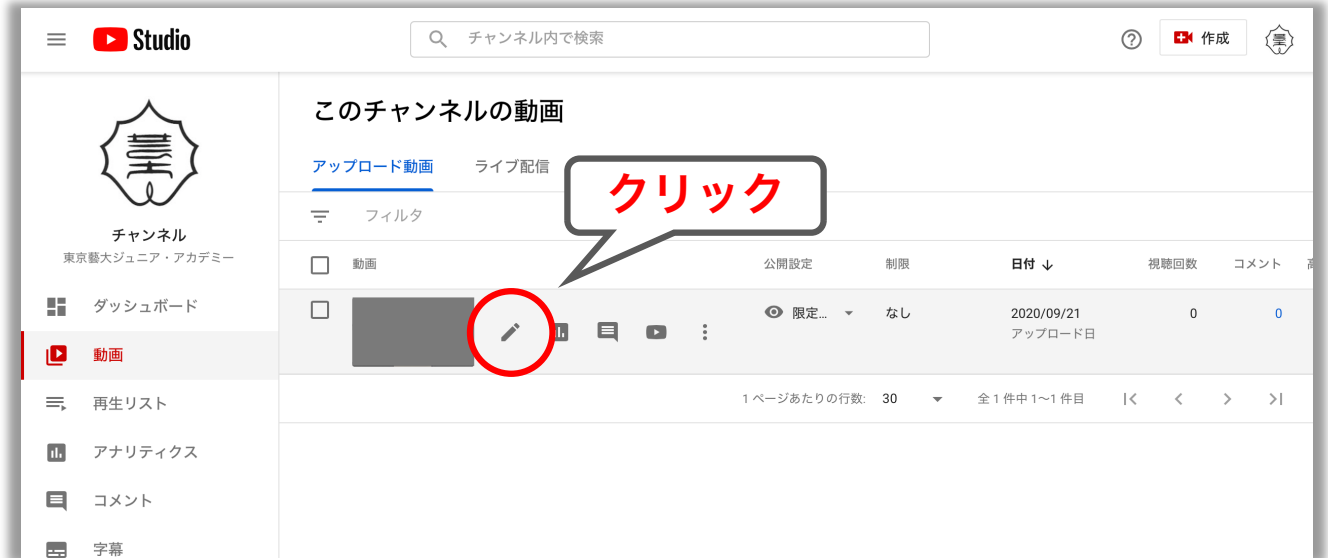 Studio
チャンネル内で検索
作成
このチャンネルの動画
アップロード動画
ライブ配信
クリック
フィルタ
チャンネル
東京藝大ジュニア・アカデミー
動画
公開設定
制限
日付
視聴回数
コメント
ダッシュボード
動画
再生リスト
アナリティクス
コメント
字幕
限定...
なし
2020/09/21
アップロード日
0
0
1 ページあたりの行数: 30
全 1 件中 1～1 件目